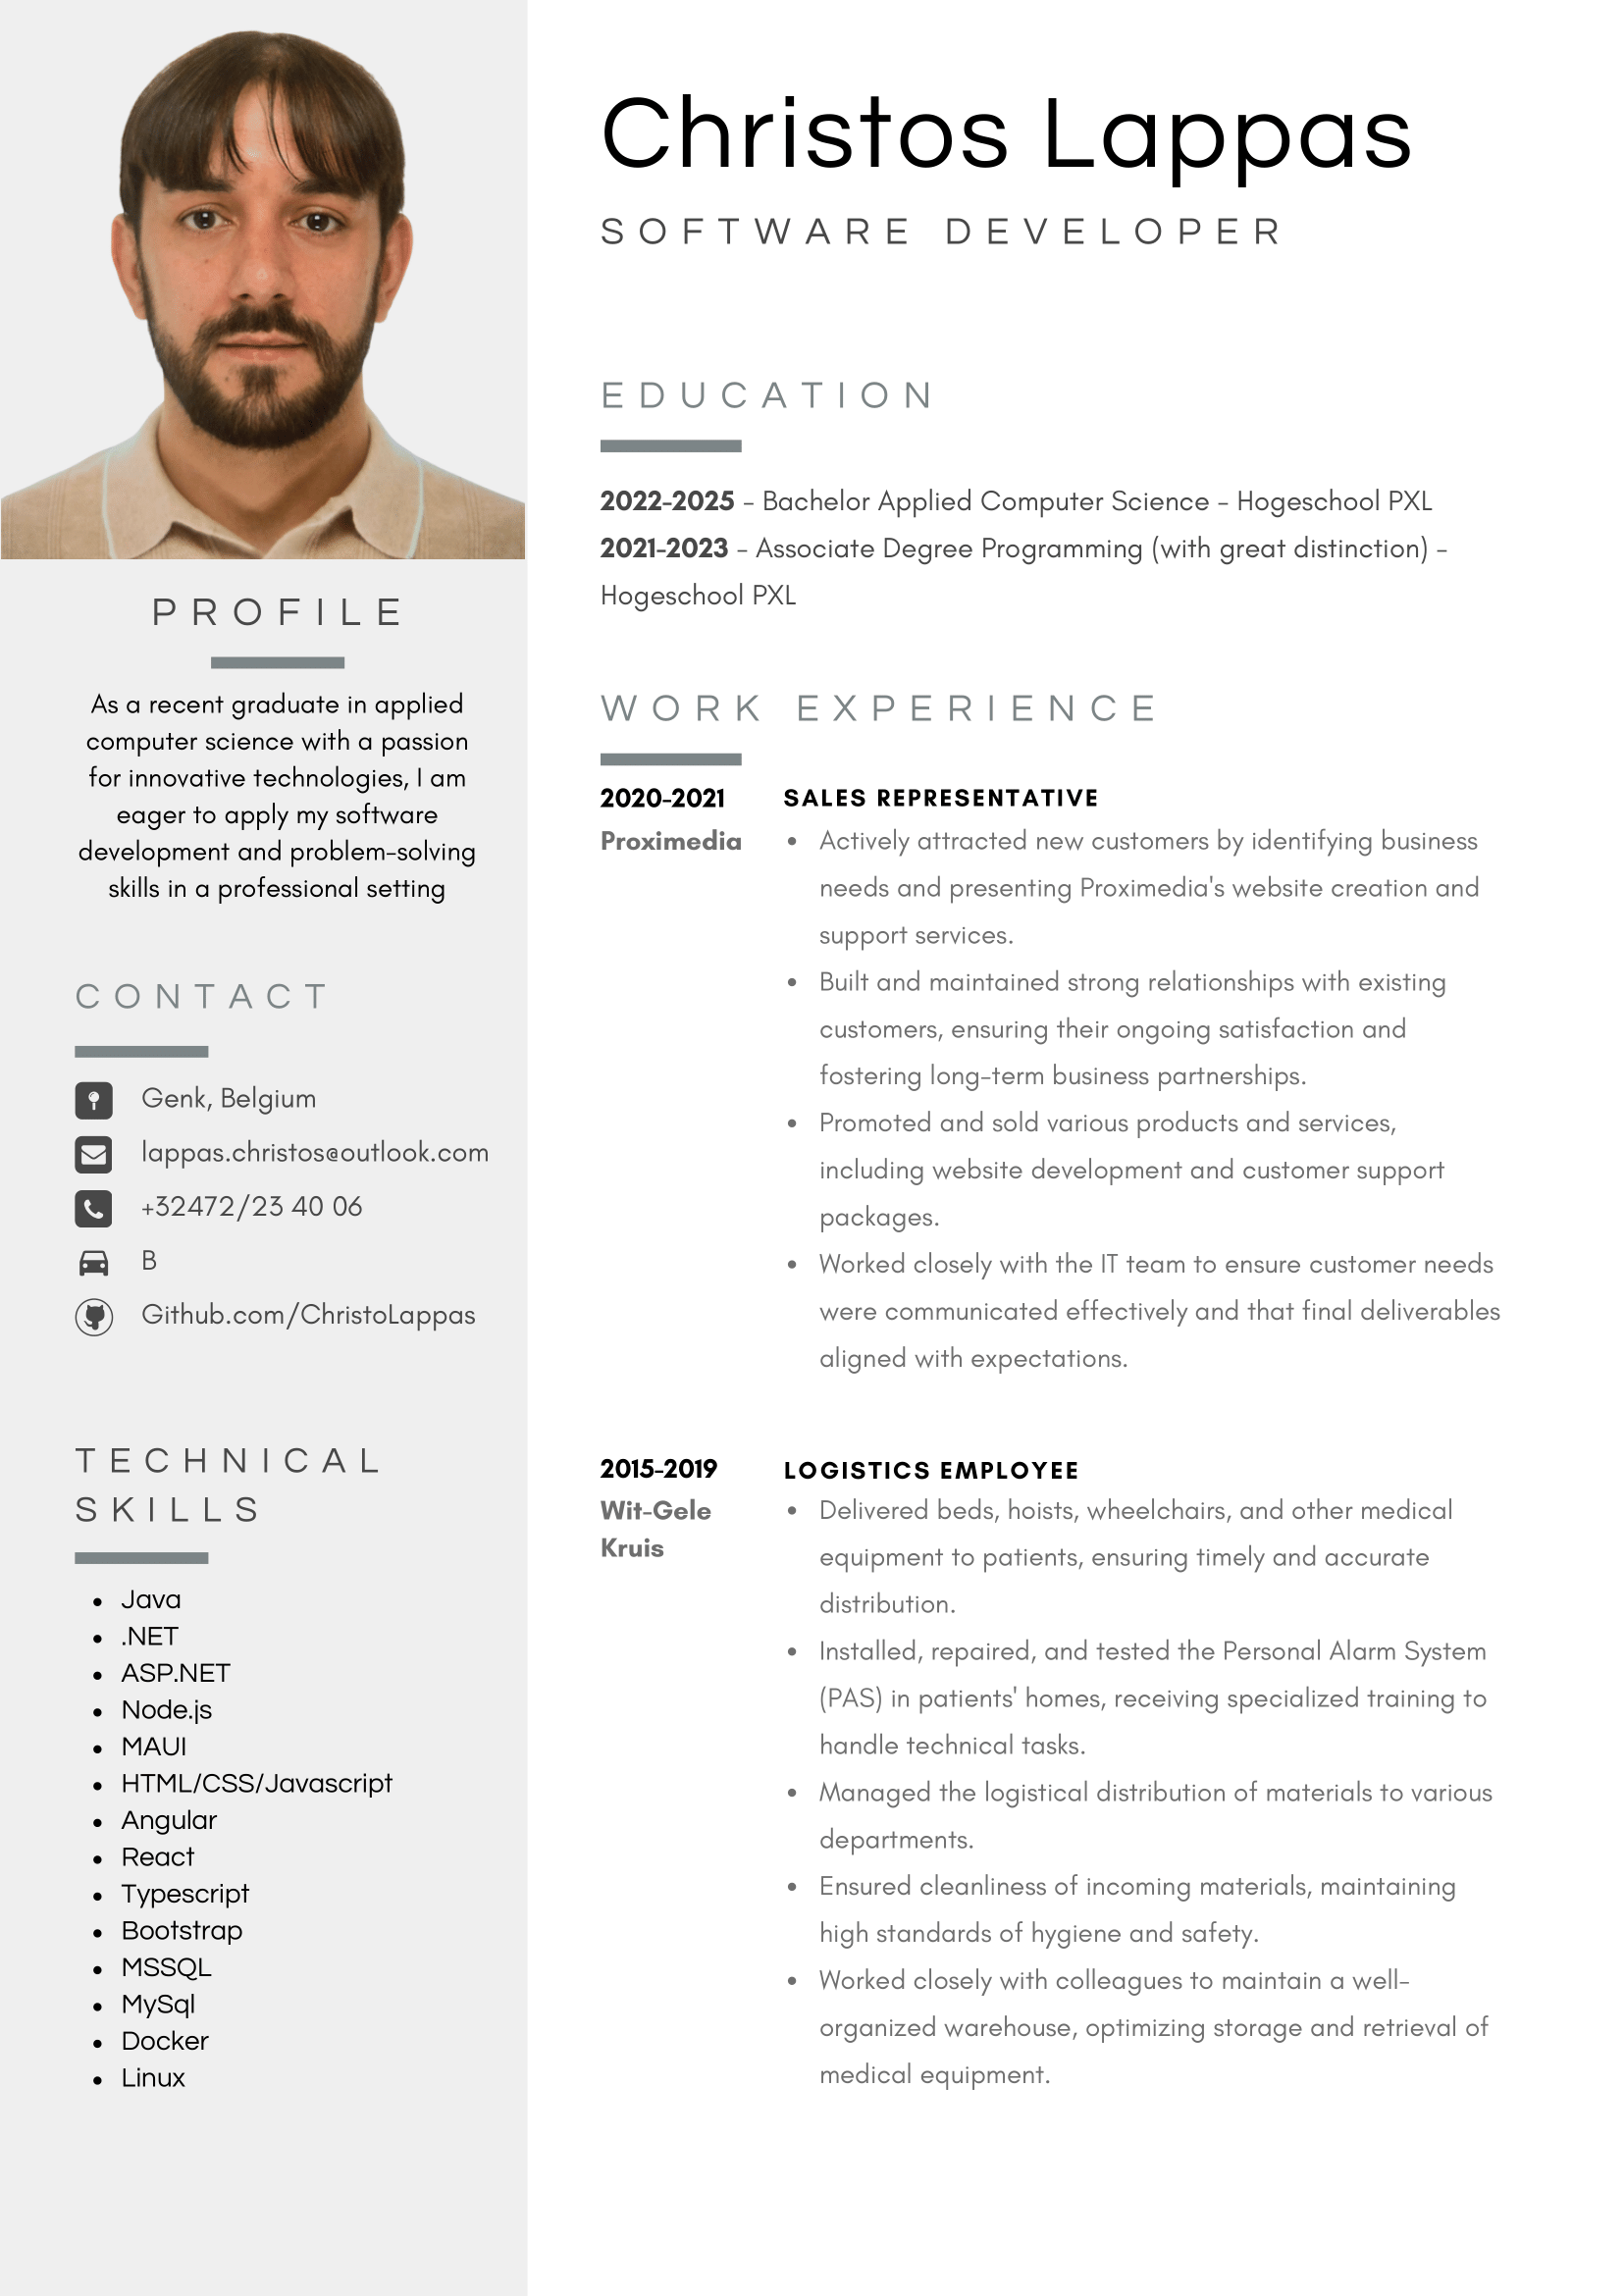 Christos Lappas
SOFTWARE DEVELOPER
PROFILE
As a recent graduate in applied
computer science with a passion
for innovative technologies, I am
eager to apply my software
development and problem-solving
skills in a professional setting
CONTACT
Genk, Belgium
lappas.christos@outlook.com
+32472/23 40 06
B
Github.com/ChristoLappas
TECHNICAL
SKILLS
• Java
• .NET
• ASP.NET
• Node.js
• MAUI
• HTML/CSS/Javascript
• Angular
• React
• Typescript
• Bootstrap
• MSSQL
• MySql
• Docker
• Linux
EDUCATION
2022-2025 - Bachelor Applied Computer Science - Hogeschool PXL
2021-2023 - Associate Degree Programming (with great distinction) -
Hogeschool PXL
WORK EXPERIENCE
2020-2021 SALES REPRESENTATIVE
Proximedia
• Actively attracted new customers by identifying business
needs and presenting Proximedia's website creation and
support services.
• Built and maintained strong relationships with existing
customers, ensuring their ongoing satisfaction and
fostering long-term business partnerships.
• Promoted and sold various products and services,
including website development and customer support
packages.
• Worked closely with the IT team to ensure customer needs
were communicated effectively and that final deliverables
aligned with expectations.
2015-2019 LOGISTICS EMPLOYEE
Wit-Gele
Kruis
• Delivered beds, hoists, wheelchairs, and other medical
equipment to patients, ensuring timely and accurate
distribution.
• Installed, repaired, and tested the Personal Alarm System
(PAS) in patients' homes, receiving specialized training to
handle technical tasks.
• Managed the logistical distribution of materials to various
departments.
• Ensured cleanliness of incoming materials, maintaining
high standards of hygiene and safety.
• Worked closely with colleagues to maintain a well-
organized warehouse, optimizing storage and retrieval of
medical equipment.